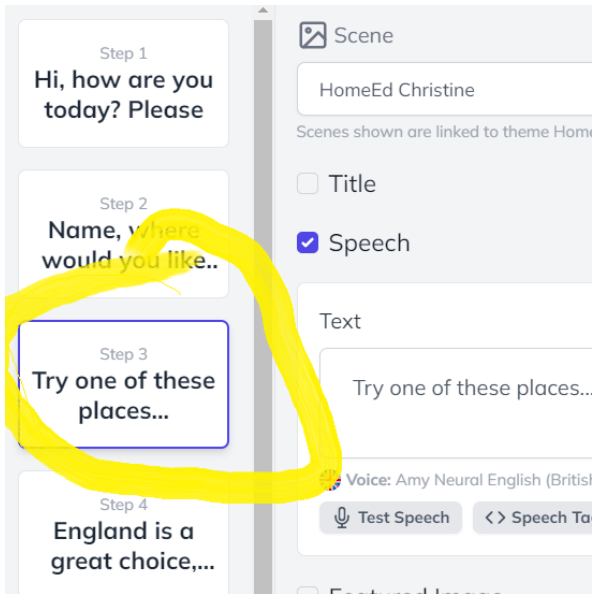 Step 1
Hi, how are you
today? Please
Step 2
Name, where
would you like..
Step 3
Try one of these
places...
Step 4
England is a
great choice,...
Scene
HomeEd Christine
Scenes shown are linked to theme Home
Title
Speech
Text
Try one of these places...
Voice: Amy Neural English (British
Test Speech
<> Speech Ta
Featured Image